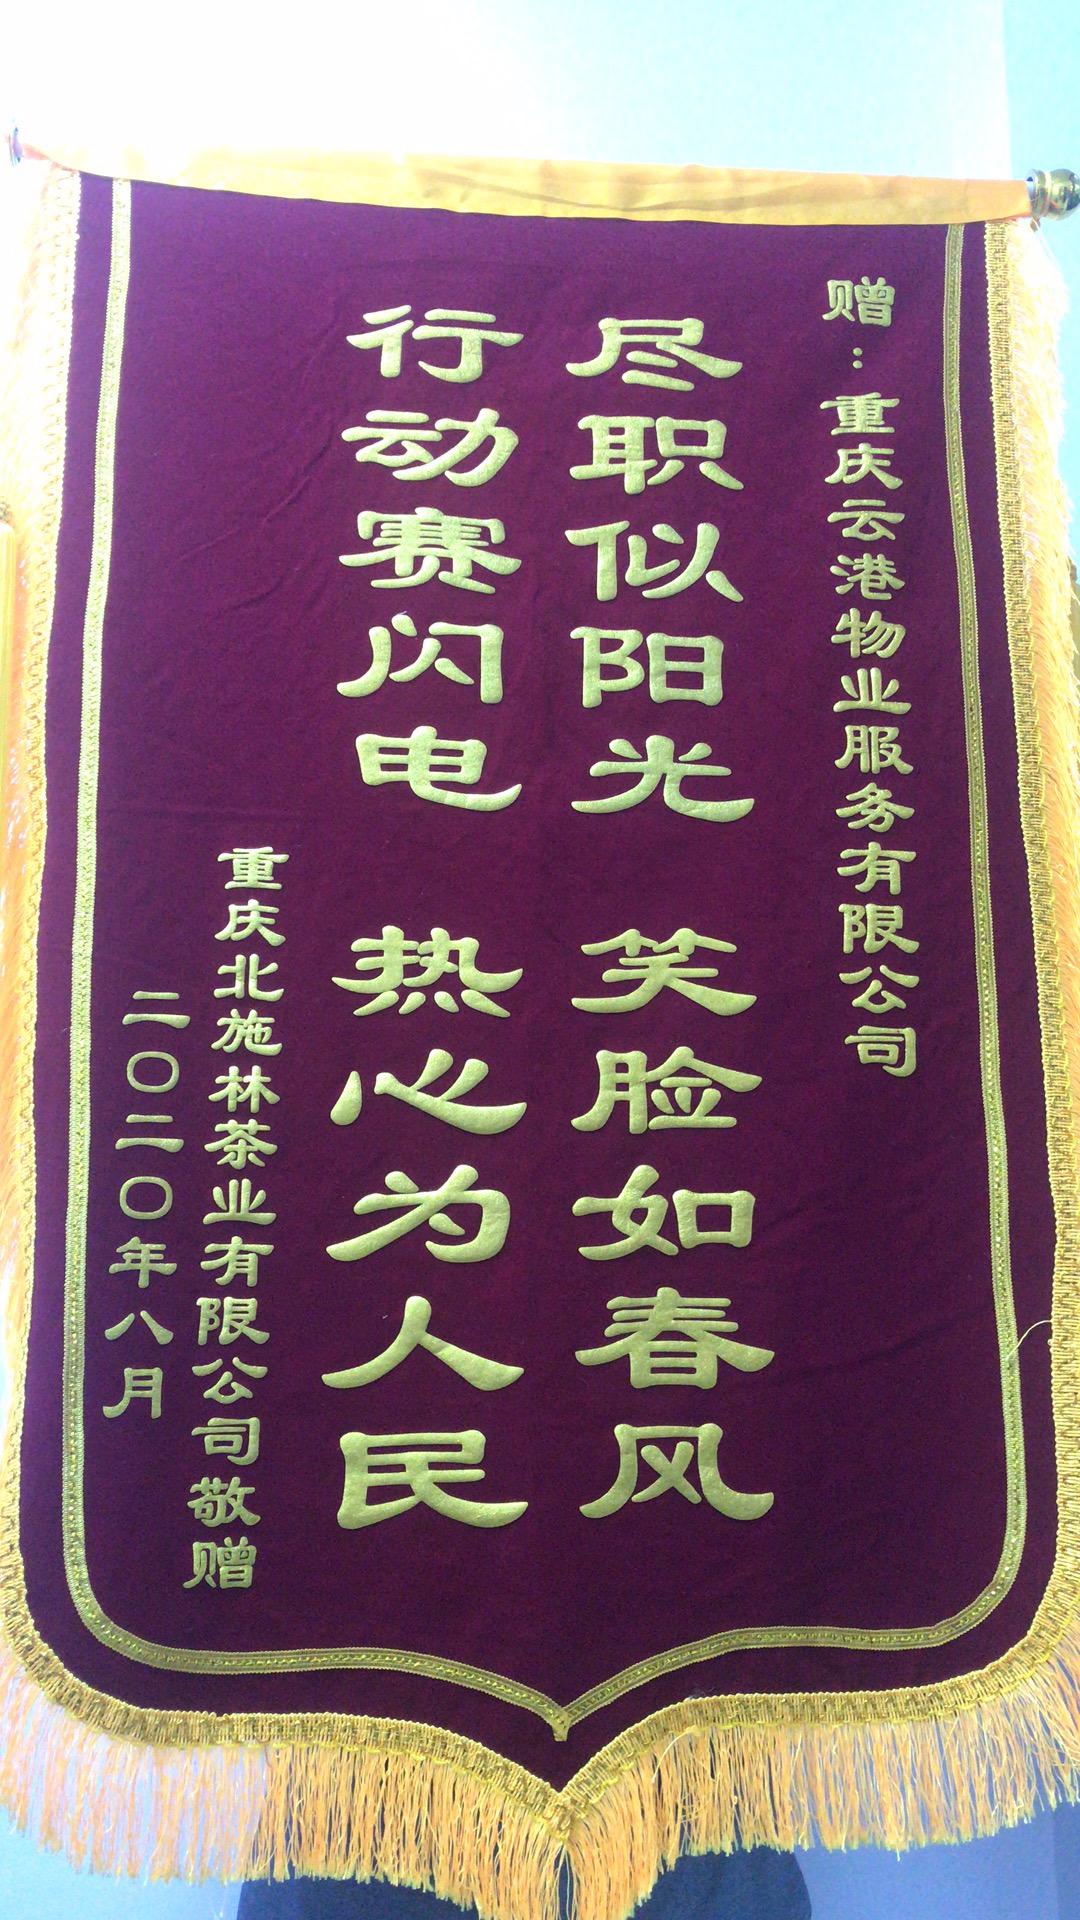 赠：重庆云港物业服务有限公司
尽职似阳光 笑脸如春风
行动赛闪电 热心为人民
重庆北施林茶业有限公司敬赠
二〇二〇年八月